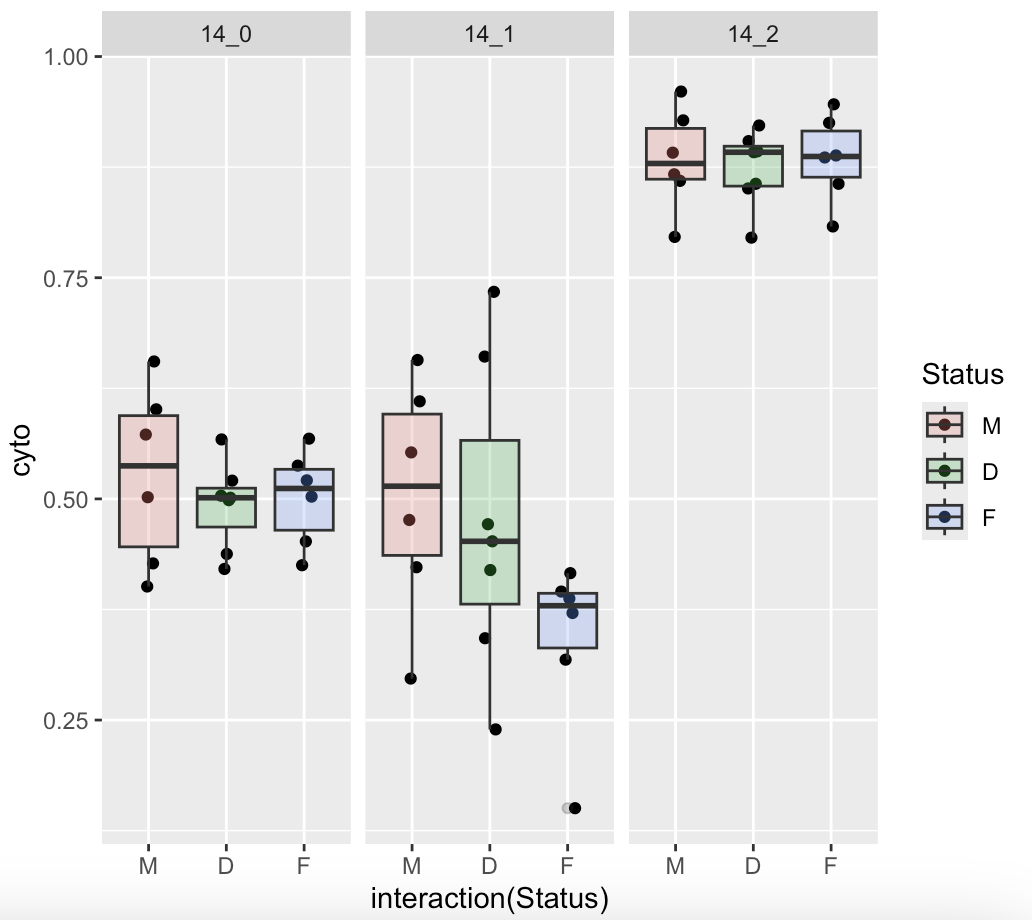 14_0 14_1 14_2
1.00
0.75
0.50
0.25
cyto
M D F M D F M D F
interaction(Status)
Status
M
D
F